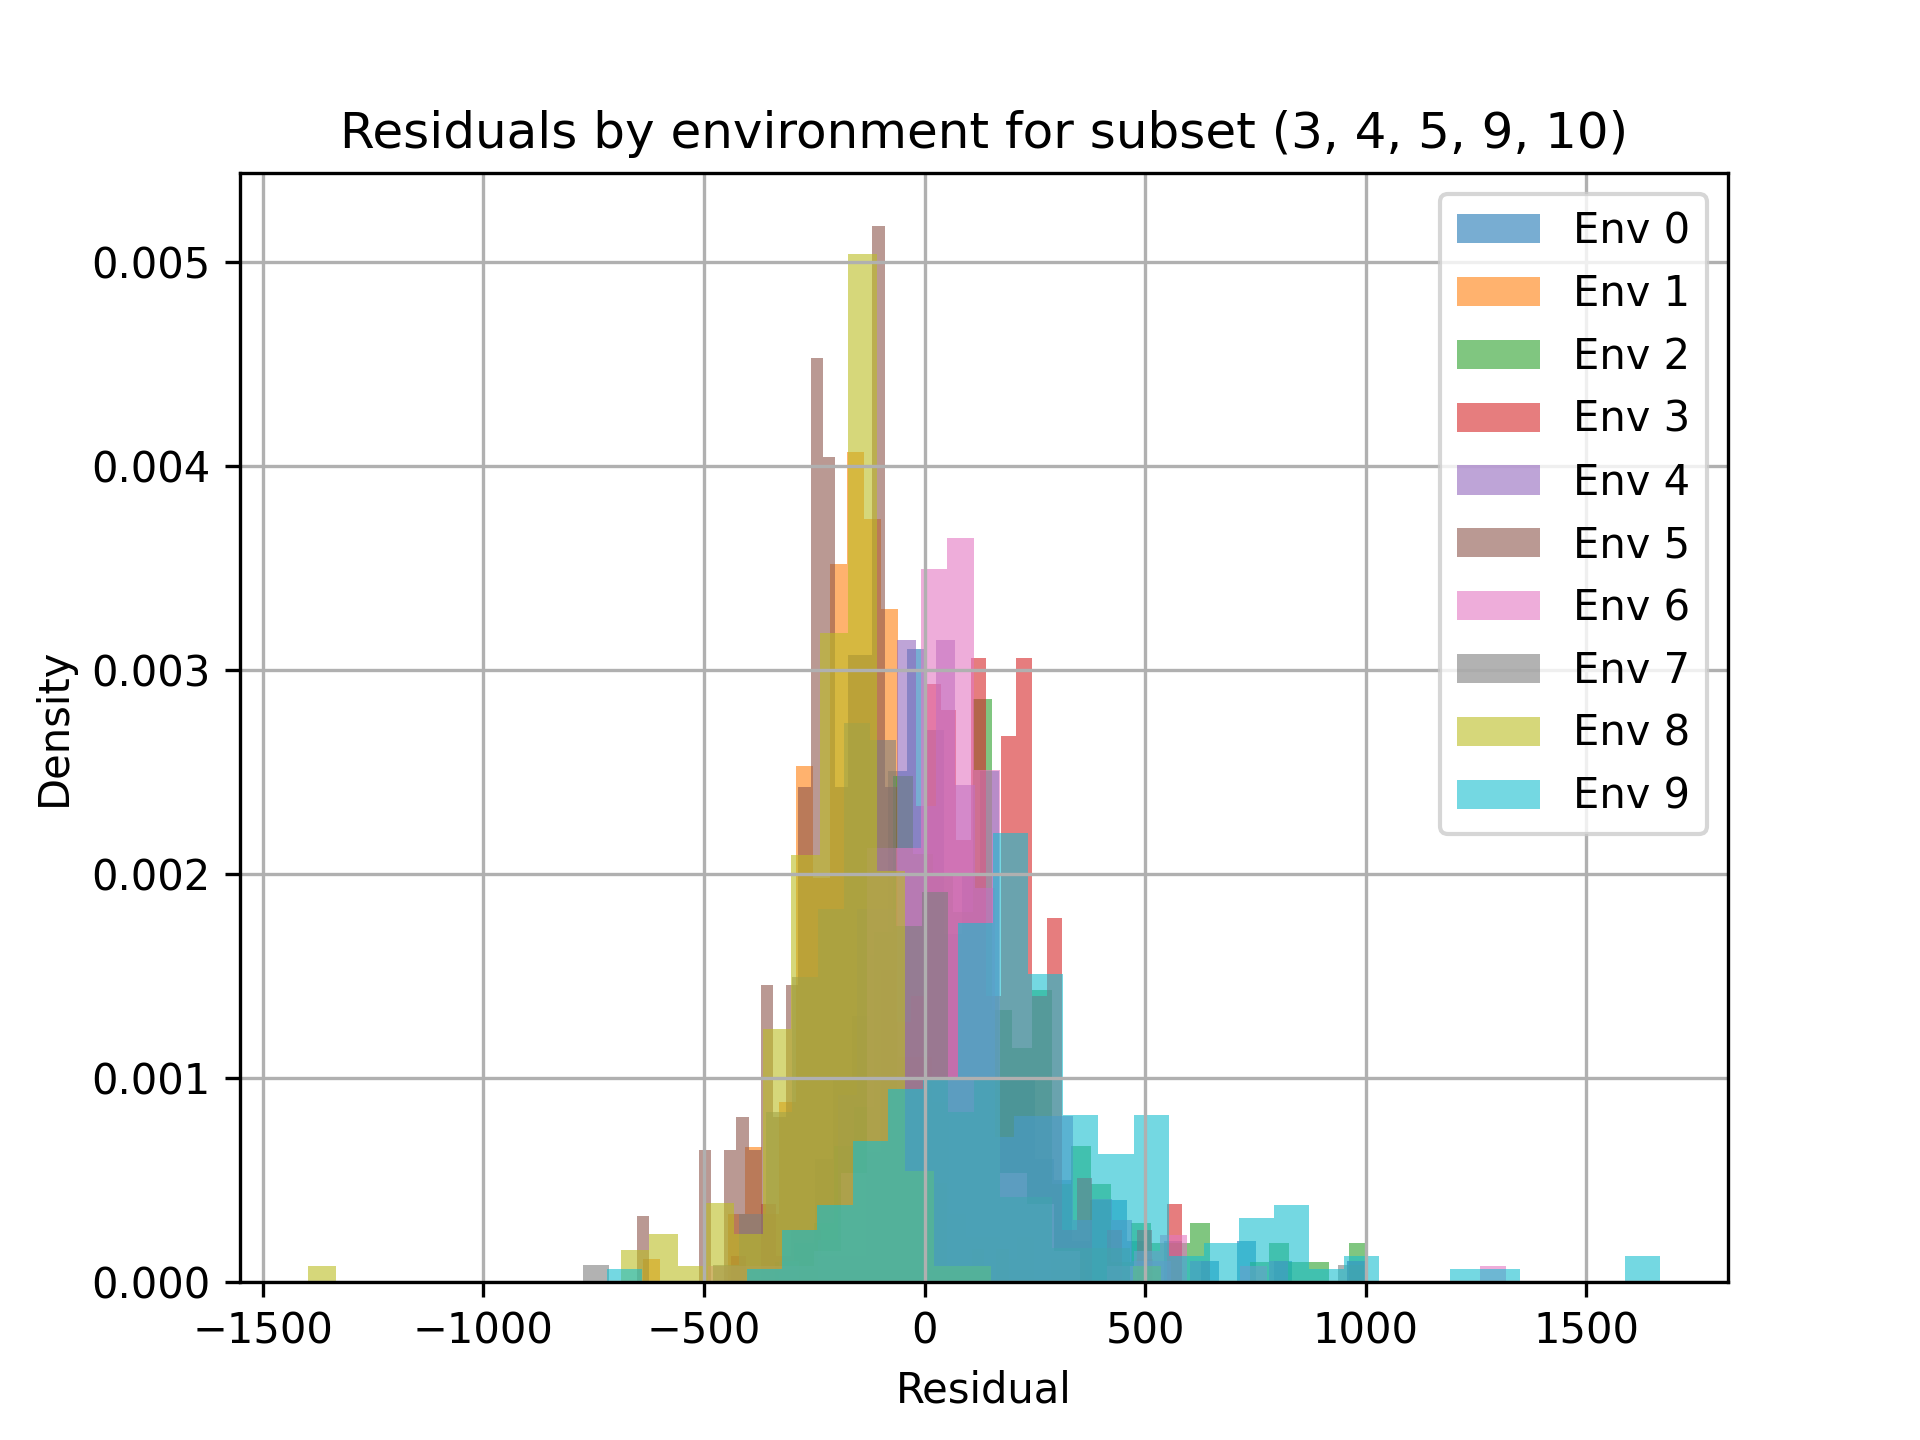 Residuals by environment for subset (3, 4, 5, 9, 10)
Env 0
Env 1
Env 2
Env 3
Env 4
Env 5
Env 6
Env 7
Env 8
Env 9
Density
0.005
0.004
0.003
0.002
0.001
0.000
−1500 −1000 −500 0 500 1000 1500
Residual